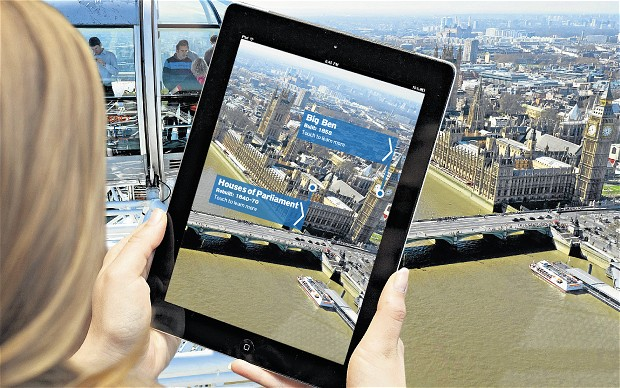 Big Ben
Built: 1858
Touch to learn more
Houses of Parliament
Rebuilt: 1840-70
Touch to learn more